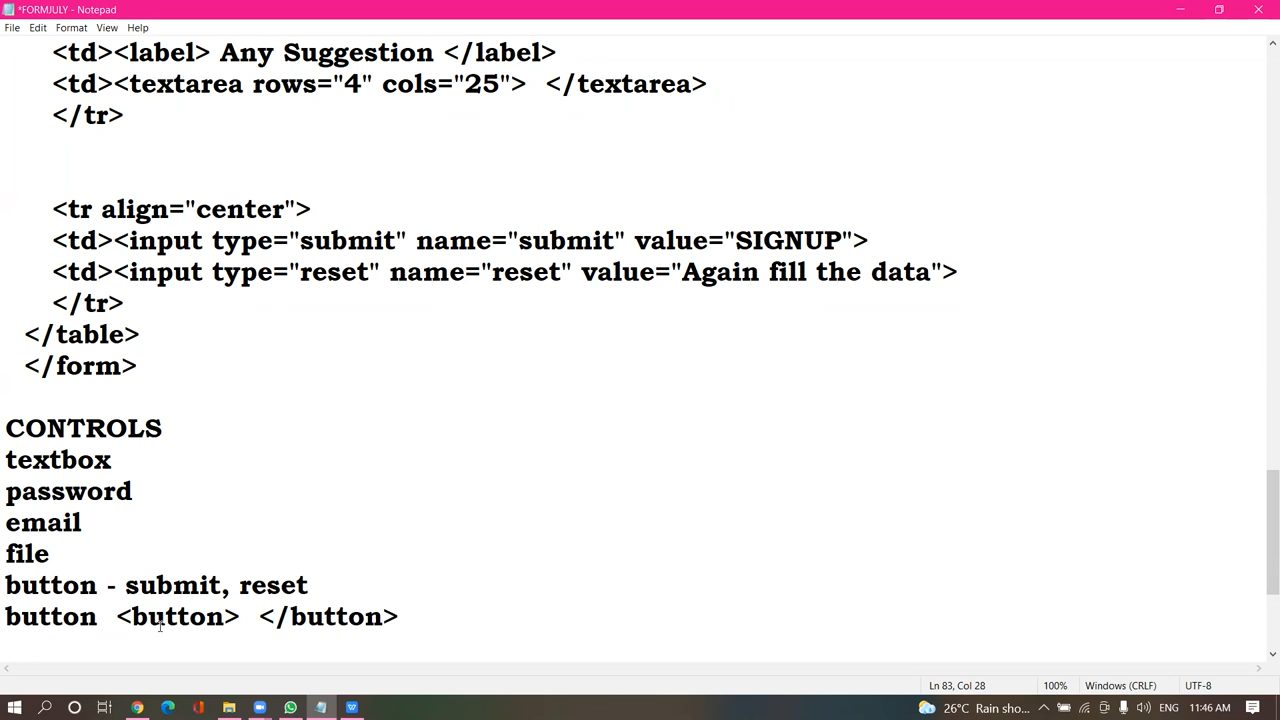 *FORMJULY - Notepad
File Edit Format View Help
<td><label> Any Suggestion </label>
<td><textarea rows="4" cols="25">  </textarea>
</tr>
<tr align="center">
<td><input type="submit" name="submit" value="SIGNUP">
<td><input type="reset" name="reset" value="Again fill the data">
</tr>
</table>
</form>
CONTROLS
textbox
password
email
file
button - submit, reset
button  <button>  </button>
Ln 83, Col 28 100% Windows (CRLF) UTF-8
26°C Rain sho... ENG 11:46 AM